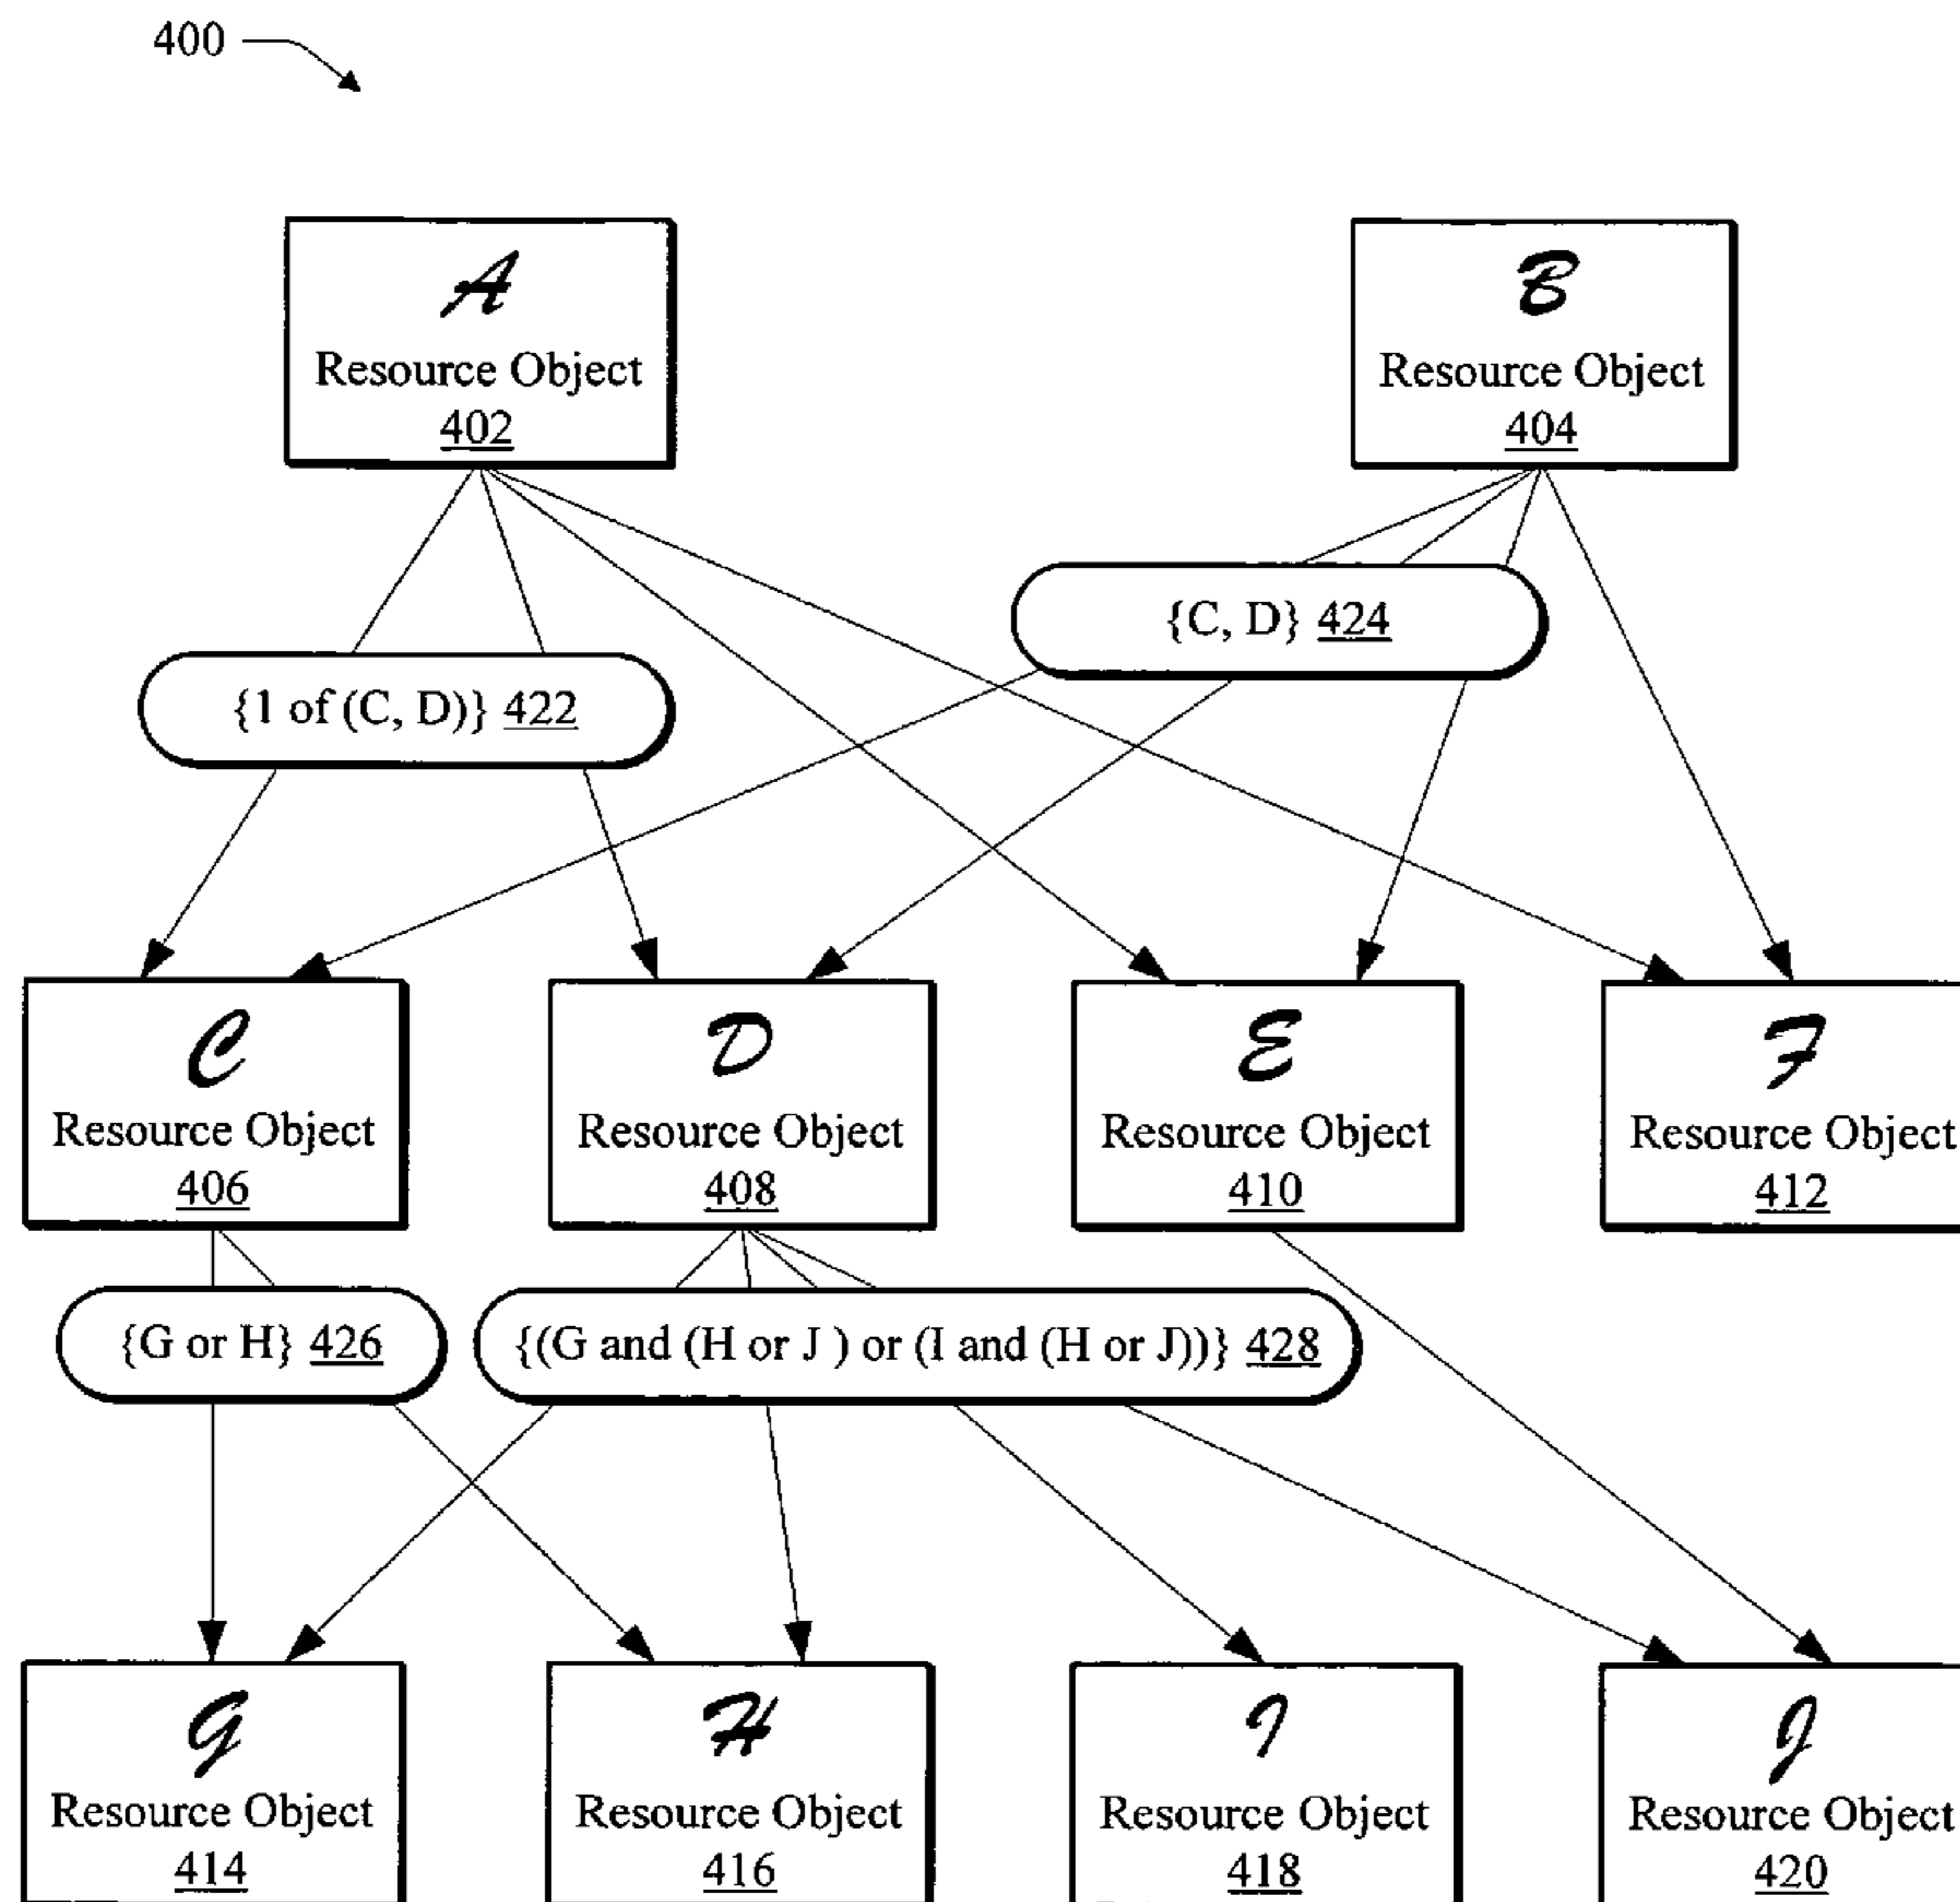 400
A
Resource Object
402
B
Resource Object
404
{C, D} 424
{1 of (C, D)} 422
C
Resource Object
406
D
Resource Object
408
E
Resource Object
410
F
Resource Object
412
{G or H} 426
{(G and (H or J ) or (I and (H or J))} 428
G
Resource Object
414
H
Resource Object
416
I
Resource Object
418
J
Resource Object
420